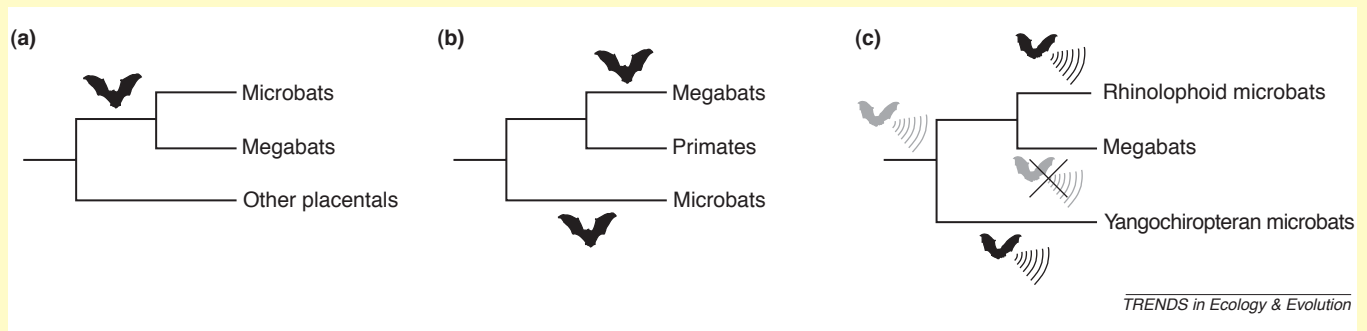 (a)
Microbats
Megabats
Other placentals
(b)
Megabats
Primates
Microbats
(c)
Rhinolophoid microbats
Megabats
Yangochiropteran microbats
TRENDS in Ecology & Evolution